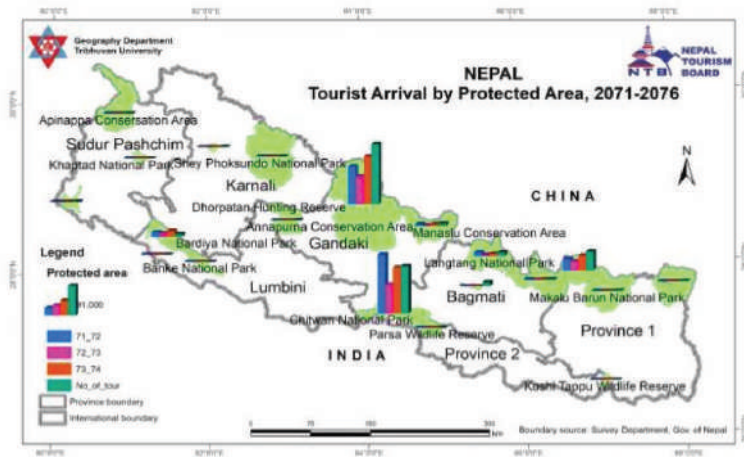 Geography Department
Tribhuvan University
NEPAL
Tourist Arrival by Protected Area, 2071-2076
NTB
NEPAL
TOURISM
BOARD
Apinappa Conservation Area
Sudur Pashchim
Khaptad National Park
Shey Phoksundo National Park
Karnali
CHINA
N
Dhorpatan Hunting Reserve
Annapurna Conservation Area
Manaslu Conservation Area
Gandaki
Bardiya National Park
Langtang National Park
Banke National Park
Lumbini
Bagmati
Makalu Barun National Park
Chitwan National Park
Parsa Wildlife Reserve
Province 1
INDIA
Province 2
Koshi Tappu Wildlife Reserve
Legend
Protected area
91,000
71_72
72_73
73_74
No_of_tour
Province boundary
International boundary
0
km
Boundary source: Survey Department, Gov. of Nepal